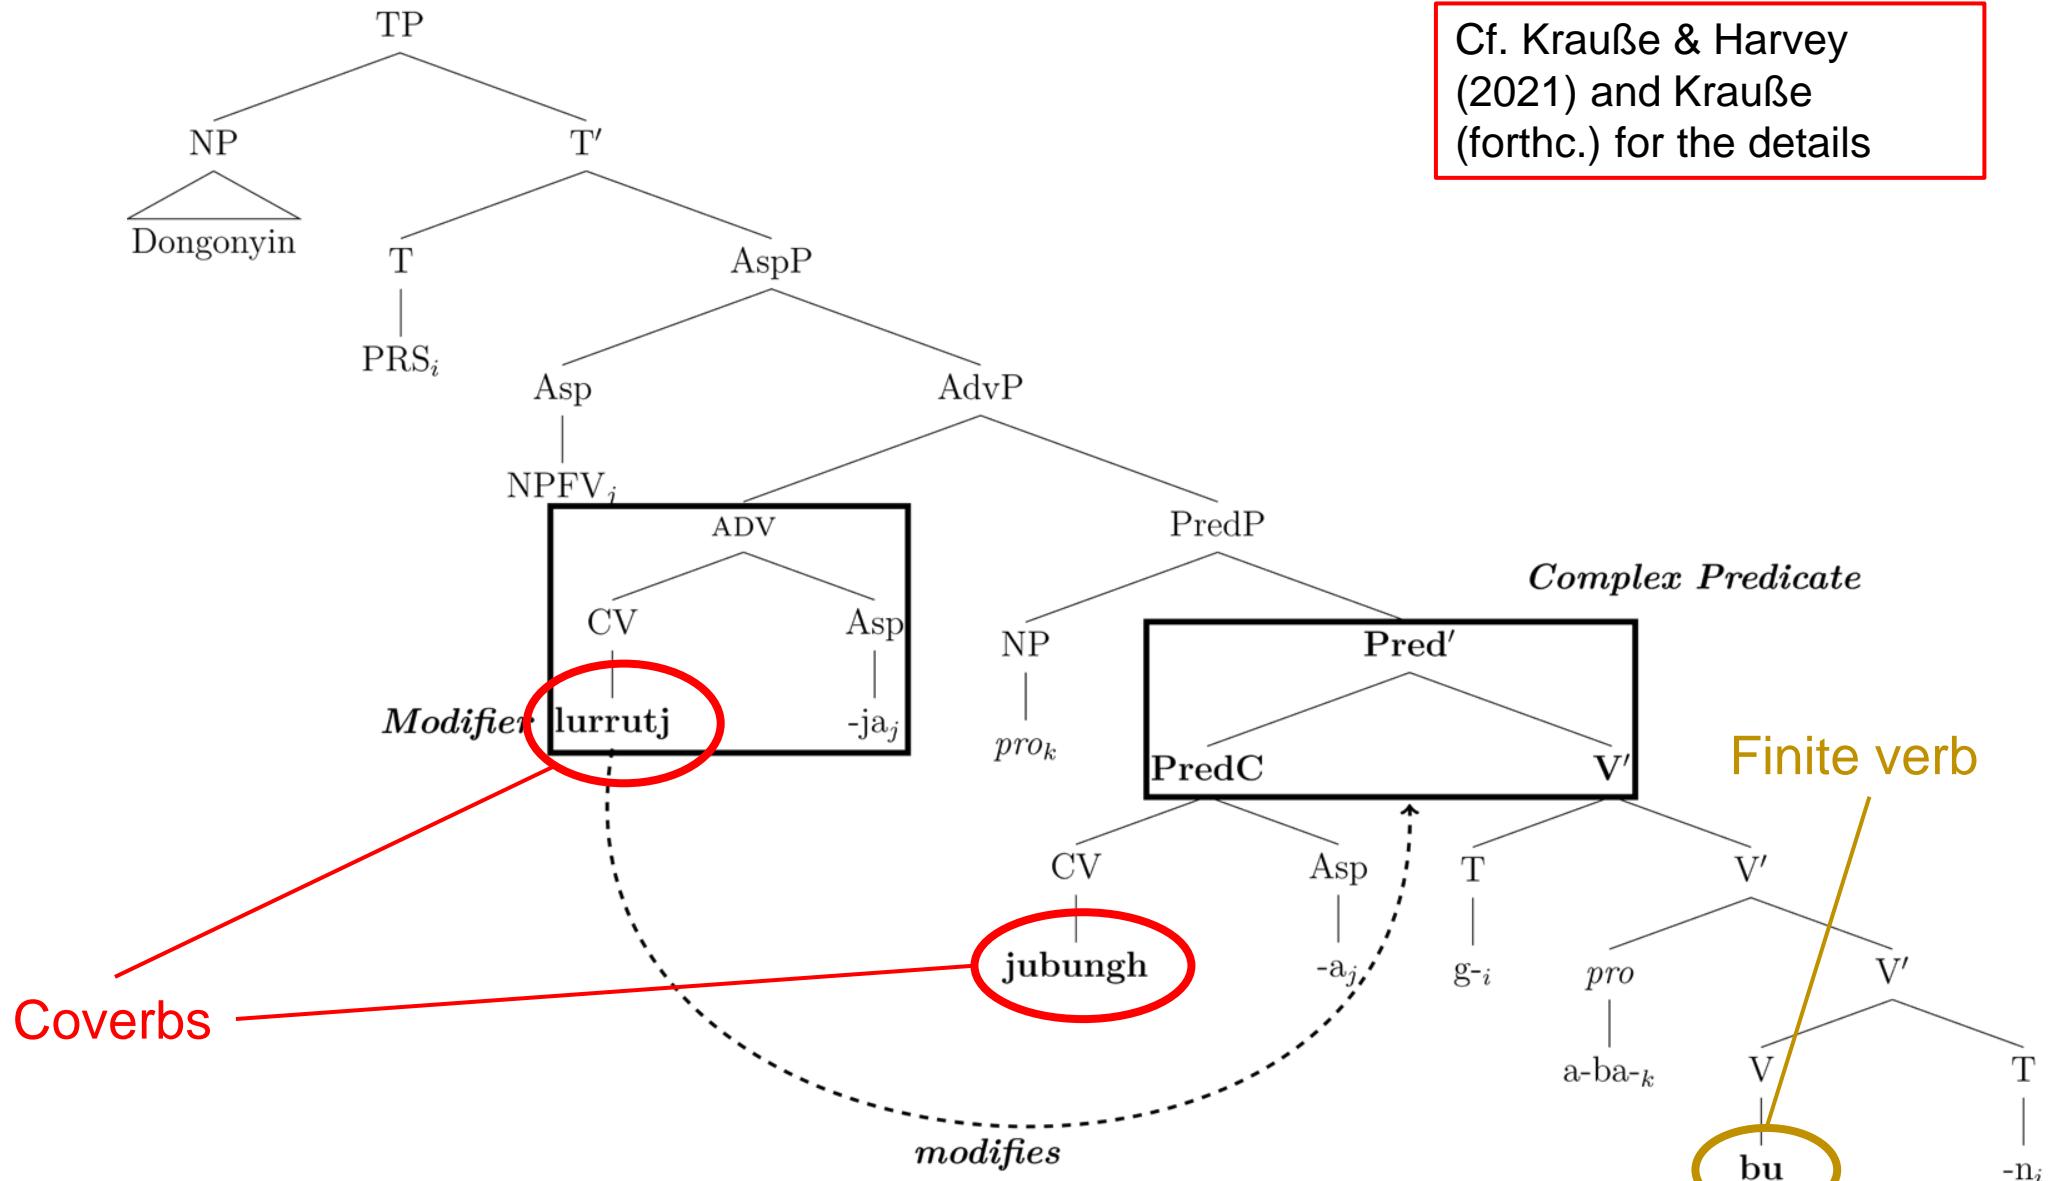 TP
Cf. Krauße & Harvey
(2021) and Krauße
(forthc.) for the details
NP T′
Dongonyin
T AspP
PRSᵢ
Asp AdvP
NPFVⱼ
ADV PredP
Complex Predicate
CV Asp NP Pred′
Modifier lurrutj -jaⱼ proₖ
PredC V′
Finite verb
CV Asp T V′
jubungh -aⱼ g-ᵢ pro V′
Coverbs
a-ba-ₖ V T
modifies
bu -nᵢ